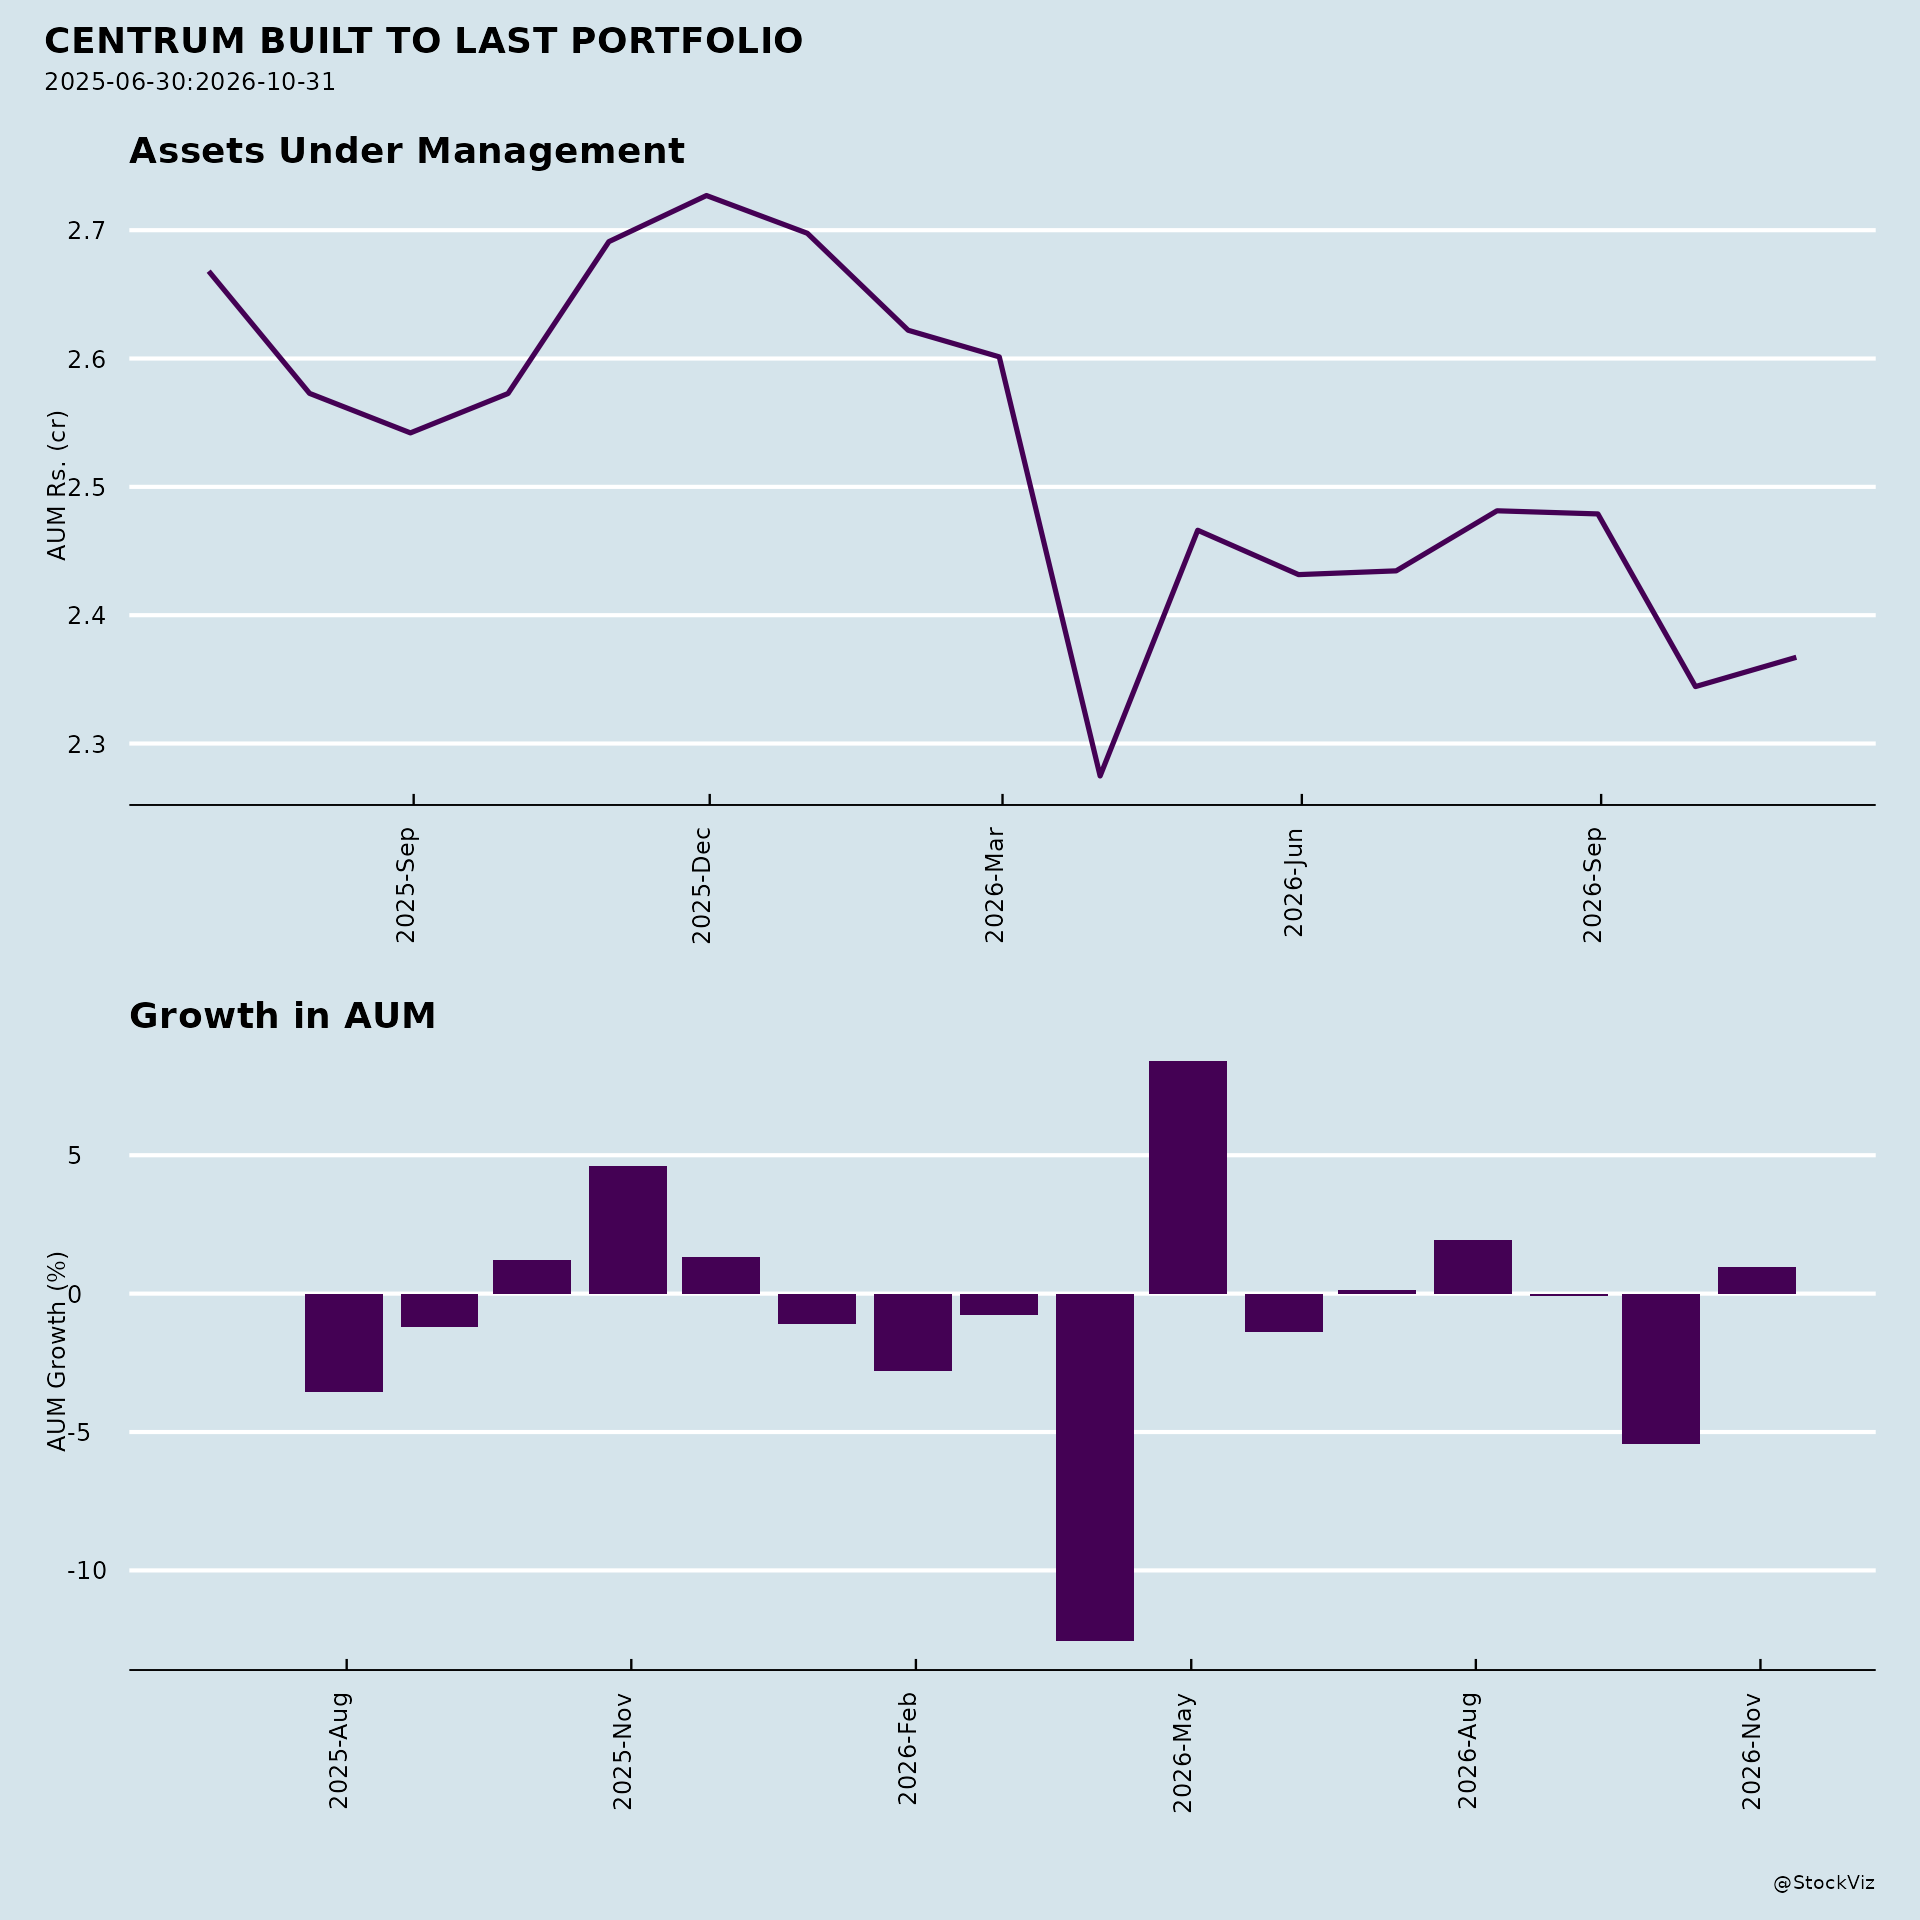 CENTRUM BUILT TO LAST PORTFOLIO
2025-06-30:2026-10-31
Assets Under Management
AUM Rs. (cr)
2.7
2.6
2.5
2.4
2.3
2025-Sep
2025-Dec
2026-Mar
2026-Jun
2026-Sep
Growth in AUM
AUM Growth (%)
5
0
-5
-10
2025-Aug
2025-Nov
2026-Feb
2026-May
2026-Aug
2026-Nov
@StockViz